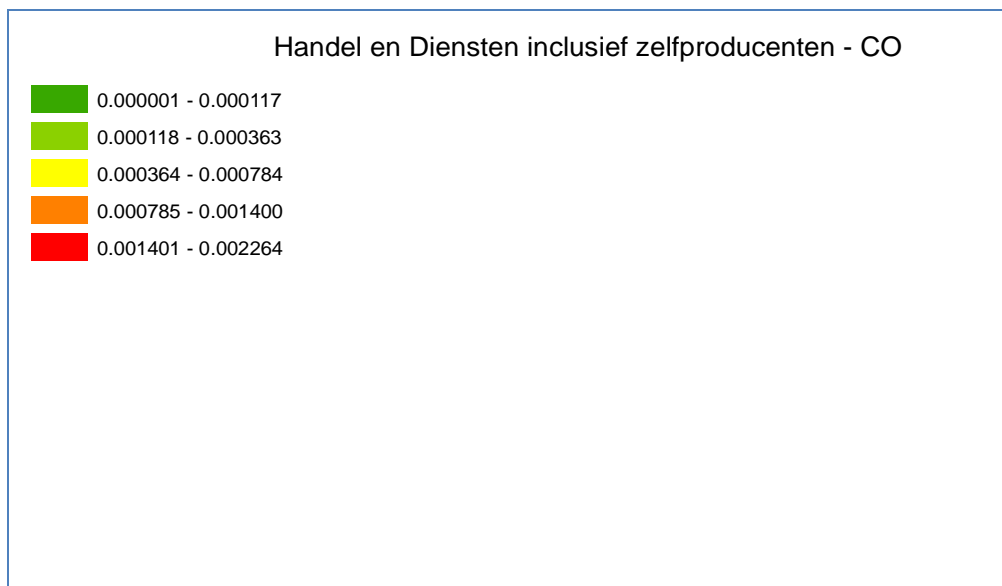 Handel en Diensten inclusief zelfproducenten - CO
0.000001 - 0.000117
0.000118 - 0.000363
0.000364 - 0.000784
0.000785 - 0.001400
0.001401 - 0.002264